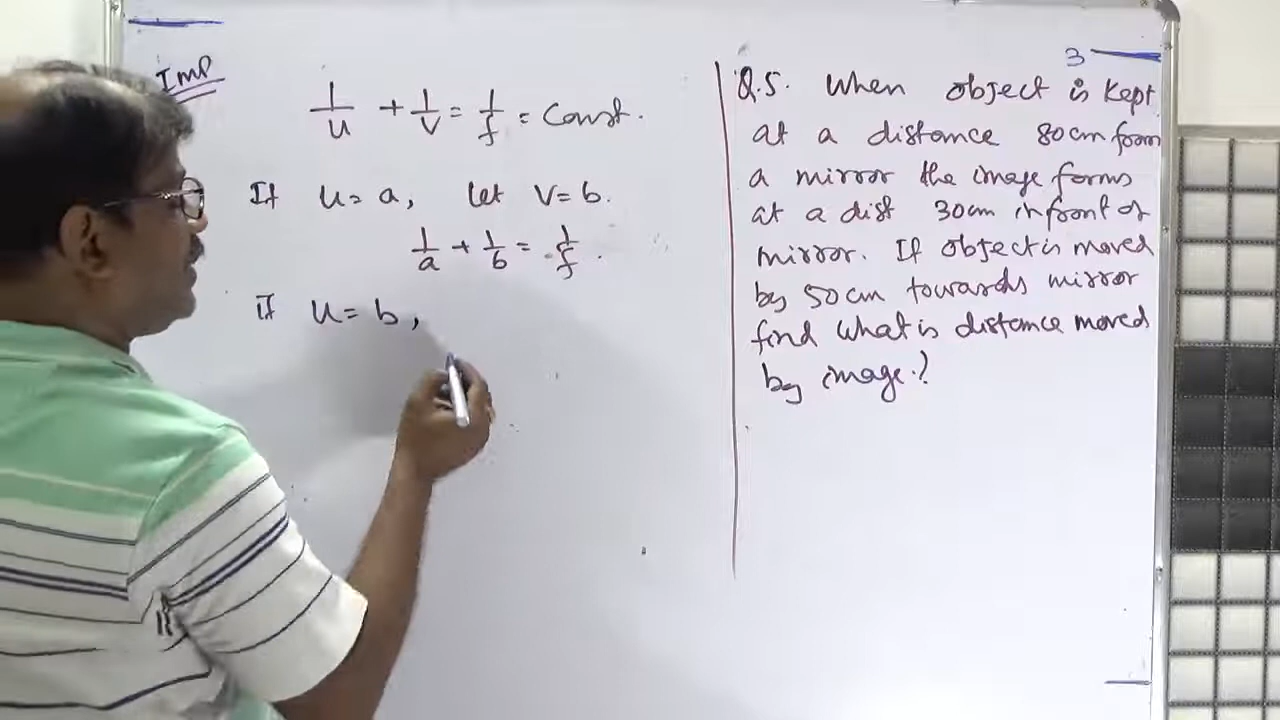 Imp
1/u + 1/v = 1/f = Const.
If u = a, let v = b.
1/a + 1/b = 1/f .
If u = b,
3
Q.5. When object is kept
at a distance 80cm form
a mirror the image forms
at a dist 30cm infront of
mirror. If object is moved
by 50cm towards mirror
find what is distance moved
by image.?